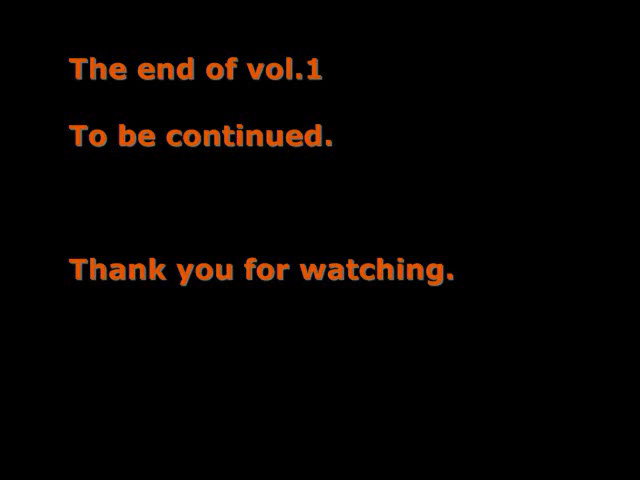 The end of vol.1
To be continued.
Thank you for watching.